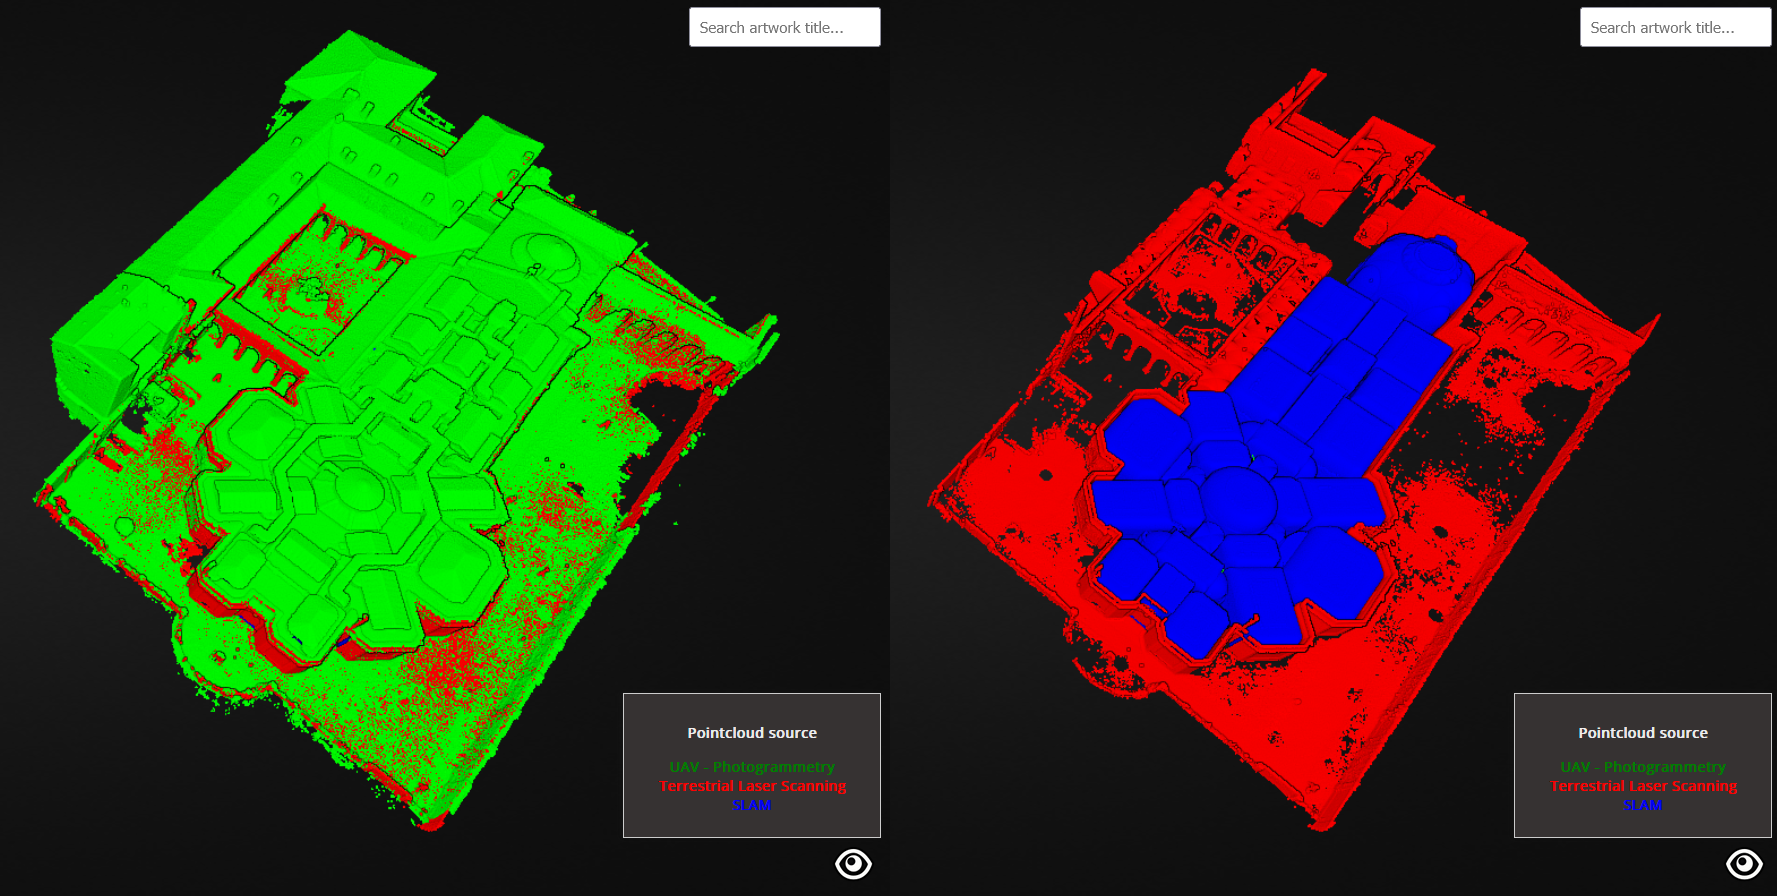 Search artwork title...
Pointcloud source
UAV - Photogrammetry
Terrestrial Laser Scanning
SLAM
Search artwork title...
Pointcloud source
UAV - Photogrammetry
Terrestrial Laser Scanning
SLAM